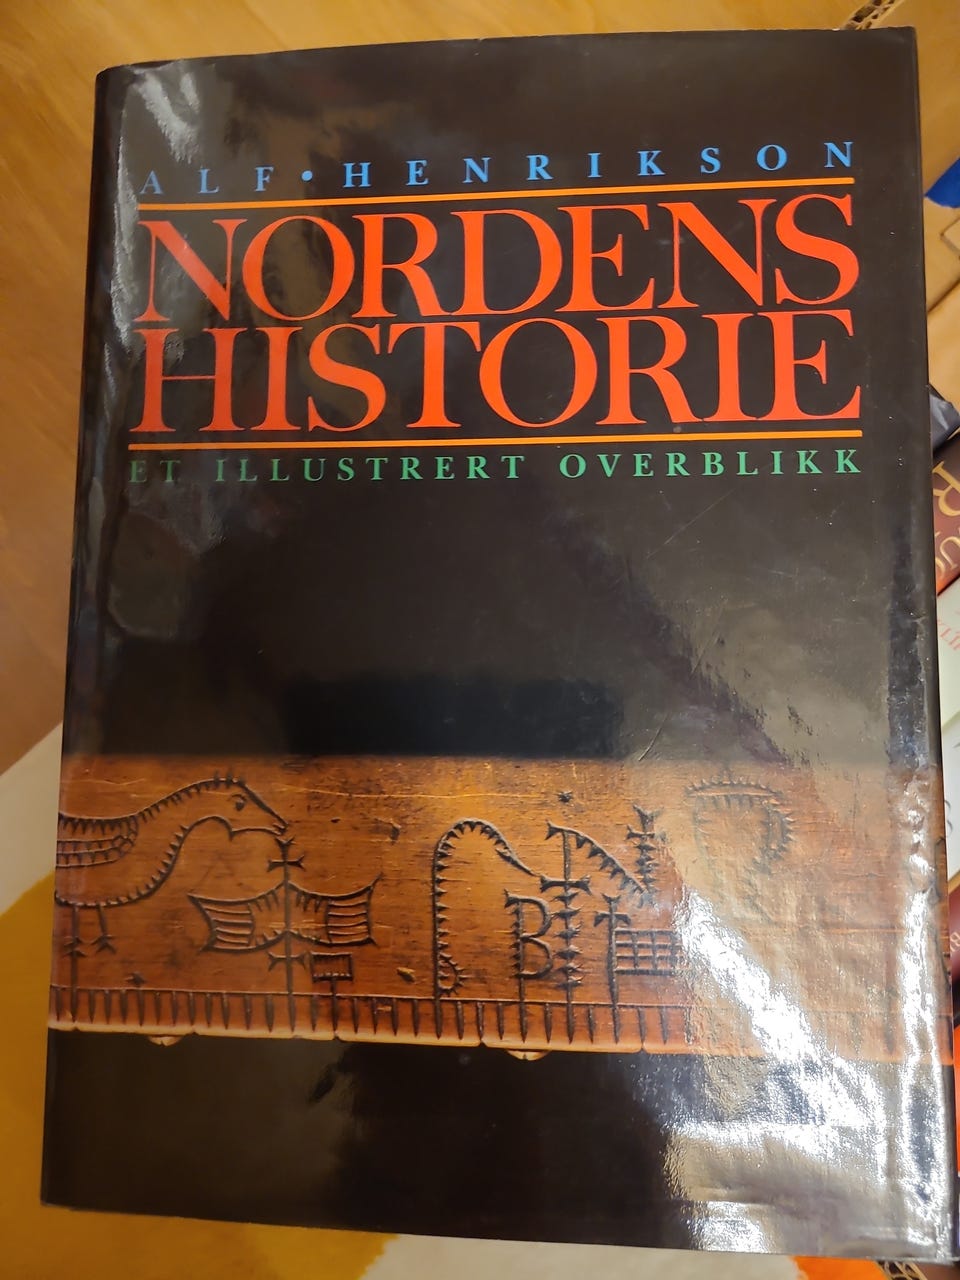 ALF • HENRIKSON
NORDENS
HISTORIE
ET ILLUSTRERT OVERBLIKK